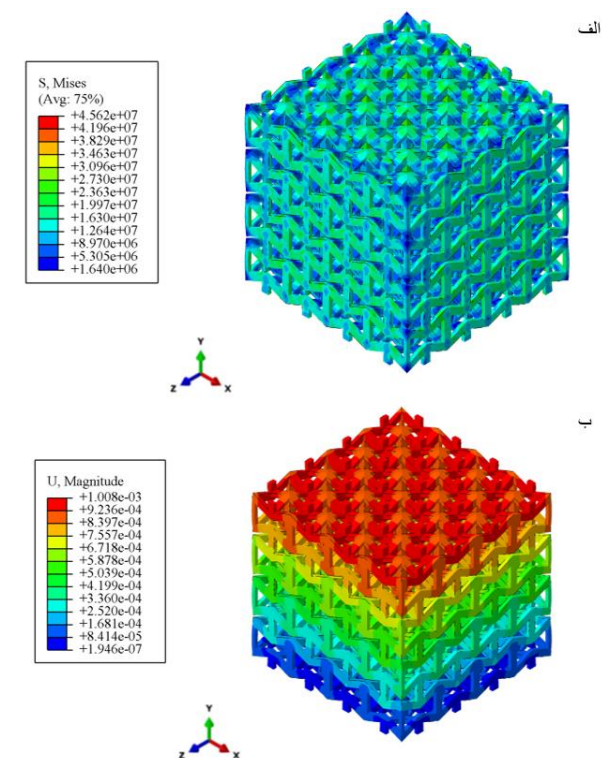 الف
S, Mises
(Avg: 75%)
+4.562e+07
+4.196e+07
+3.829e+07
+3.463e+07
+3.096e+07
+2.730e+07
+2.363e+07
+1.997e+07
+1.630e+07
+1.264e+07
+8.970e+06
+5.305e+06
+1.640e+06
Y
Z
X
ب
U, Magnitude
+1.008e-03
+9.236e-04
+8.397e-04
+7.557e-04
+6.718e-04
+5.878e-04
+5.039e-04
+4.199e-04
+3.360e-04
+2.520e-04
+1.681e-04
+8.414e-05
+1.946e-07
Y
Z
X